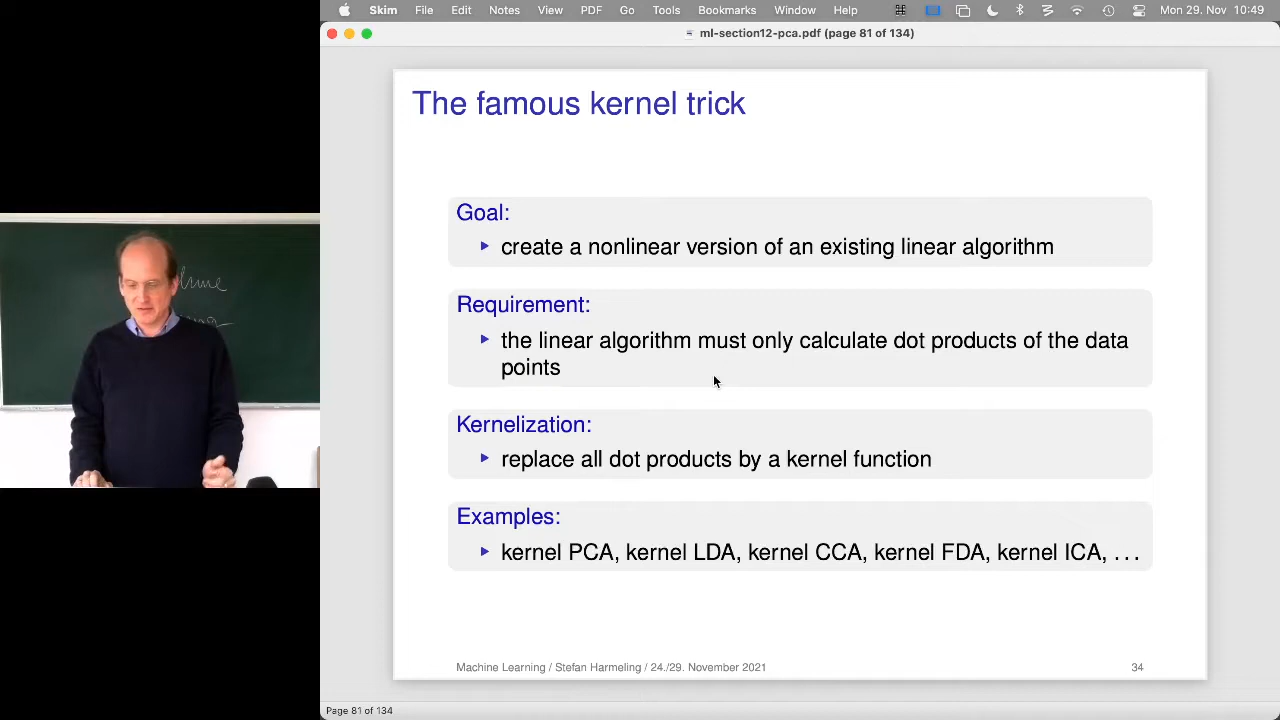 Skim File Edit Notes View PDF Go Tools Bookmarks Window Help Mon 29. Nov 10:49
ml-section12-pca.pdf (page 81 of 134)
The famous kernel trick
Goal:
create a nonlinear version of an existing linear algorithm
Requirement:
the linear algorithm must only calculate dot products of the data
points
Kernelization:
replace all dot products by a kernel function
Examples:
kernel PCA, kernel LDA, kernel CCA, kernel FDA, kernel ICA, . . .
Machine Learning / Stefan Harmeling / 24./29. November 2021 34
Page 81 of 134